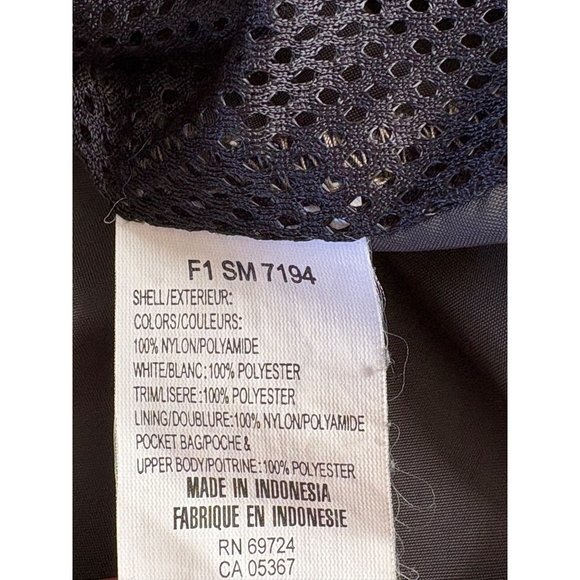 F1 SM 7194
SHELL/EXTERIEUR:
COLORS/COULEURS:
100% NYLON/POLYAMIDE
WHITE/BLANC:100% POLYESTER
TRIM/LISERE:100% POLYESTER
LINING/DOUBLURE:100% NYLON/POLYAMIDE
POCKET BAG/POCHE &
UPPER BODY/POITRINE:100% POLYESTER
MADE IN INDONESIA
FABRIQUE EN INDONESIE
RN 69724
CA 05367